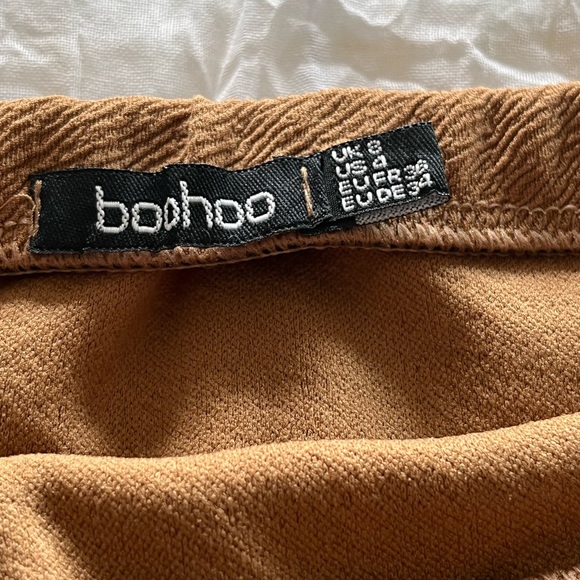 boohoo
UK 8
US 4
EU FR 36
EU DE 34